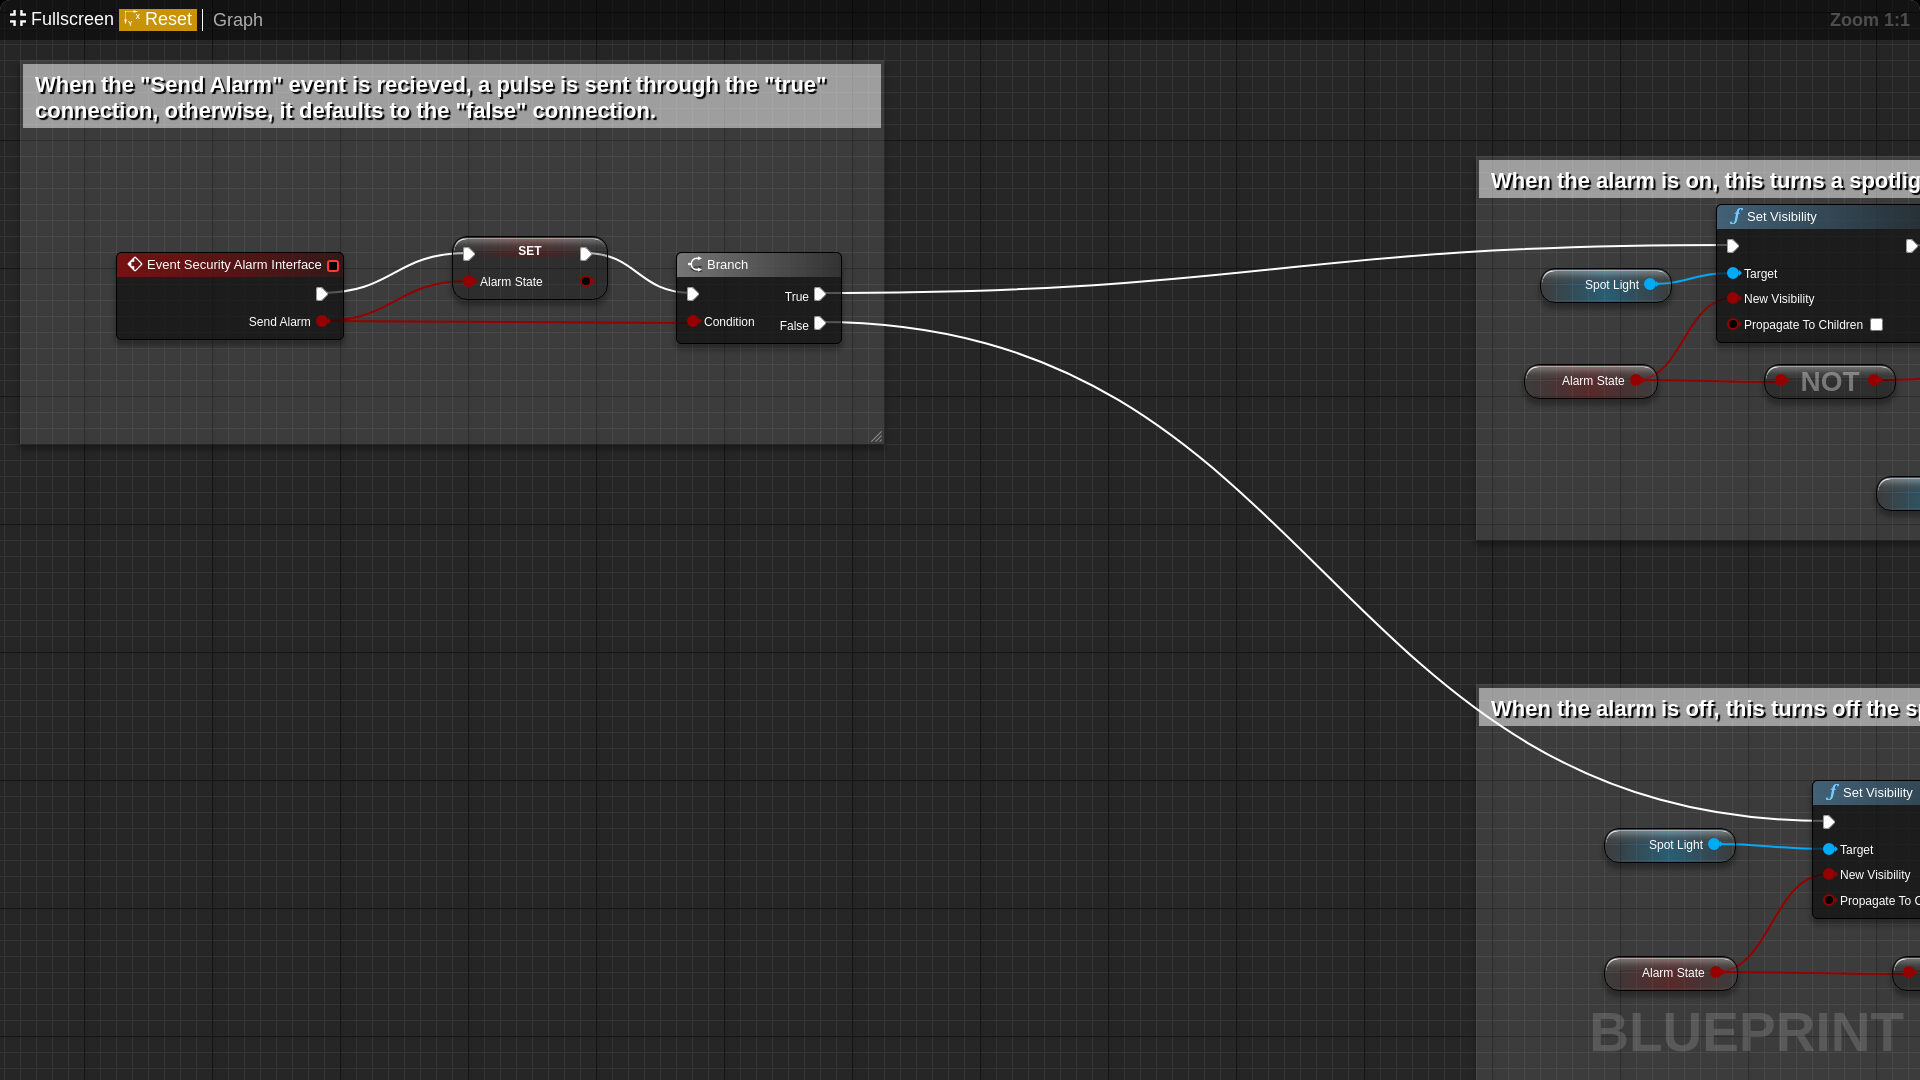 Fullscreen Reset Graph
Zoom 1:1
When the "Send Alarm" event is recieved, a pulse is sent through the "true"
connection, otherwise, it defaults to the "false" connection.
Event Security Alarm Interface
Send Alarm
SET
Alarm State
Branch
True
Condition
False
When the alarm is on, this turns a
Set Visibility
Spot Light
Target
New Visibility
Propagate To Children
Alarm State
NOT
When the alarm is off, this turns off the
Set Visibility
Spot Light
Target
New Visibility
Propagate To
Alarm State
BLUEPRINT